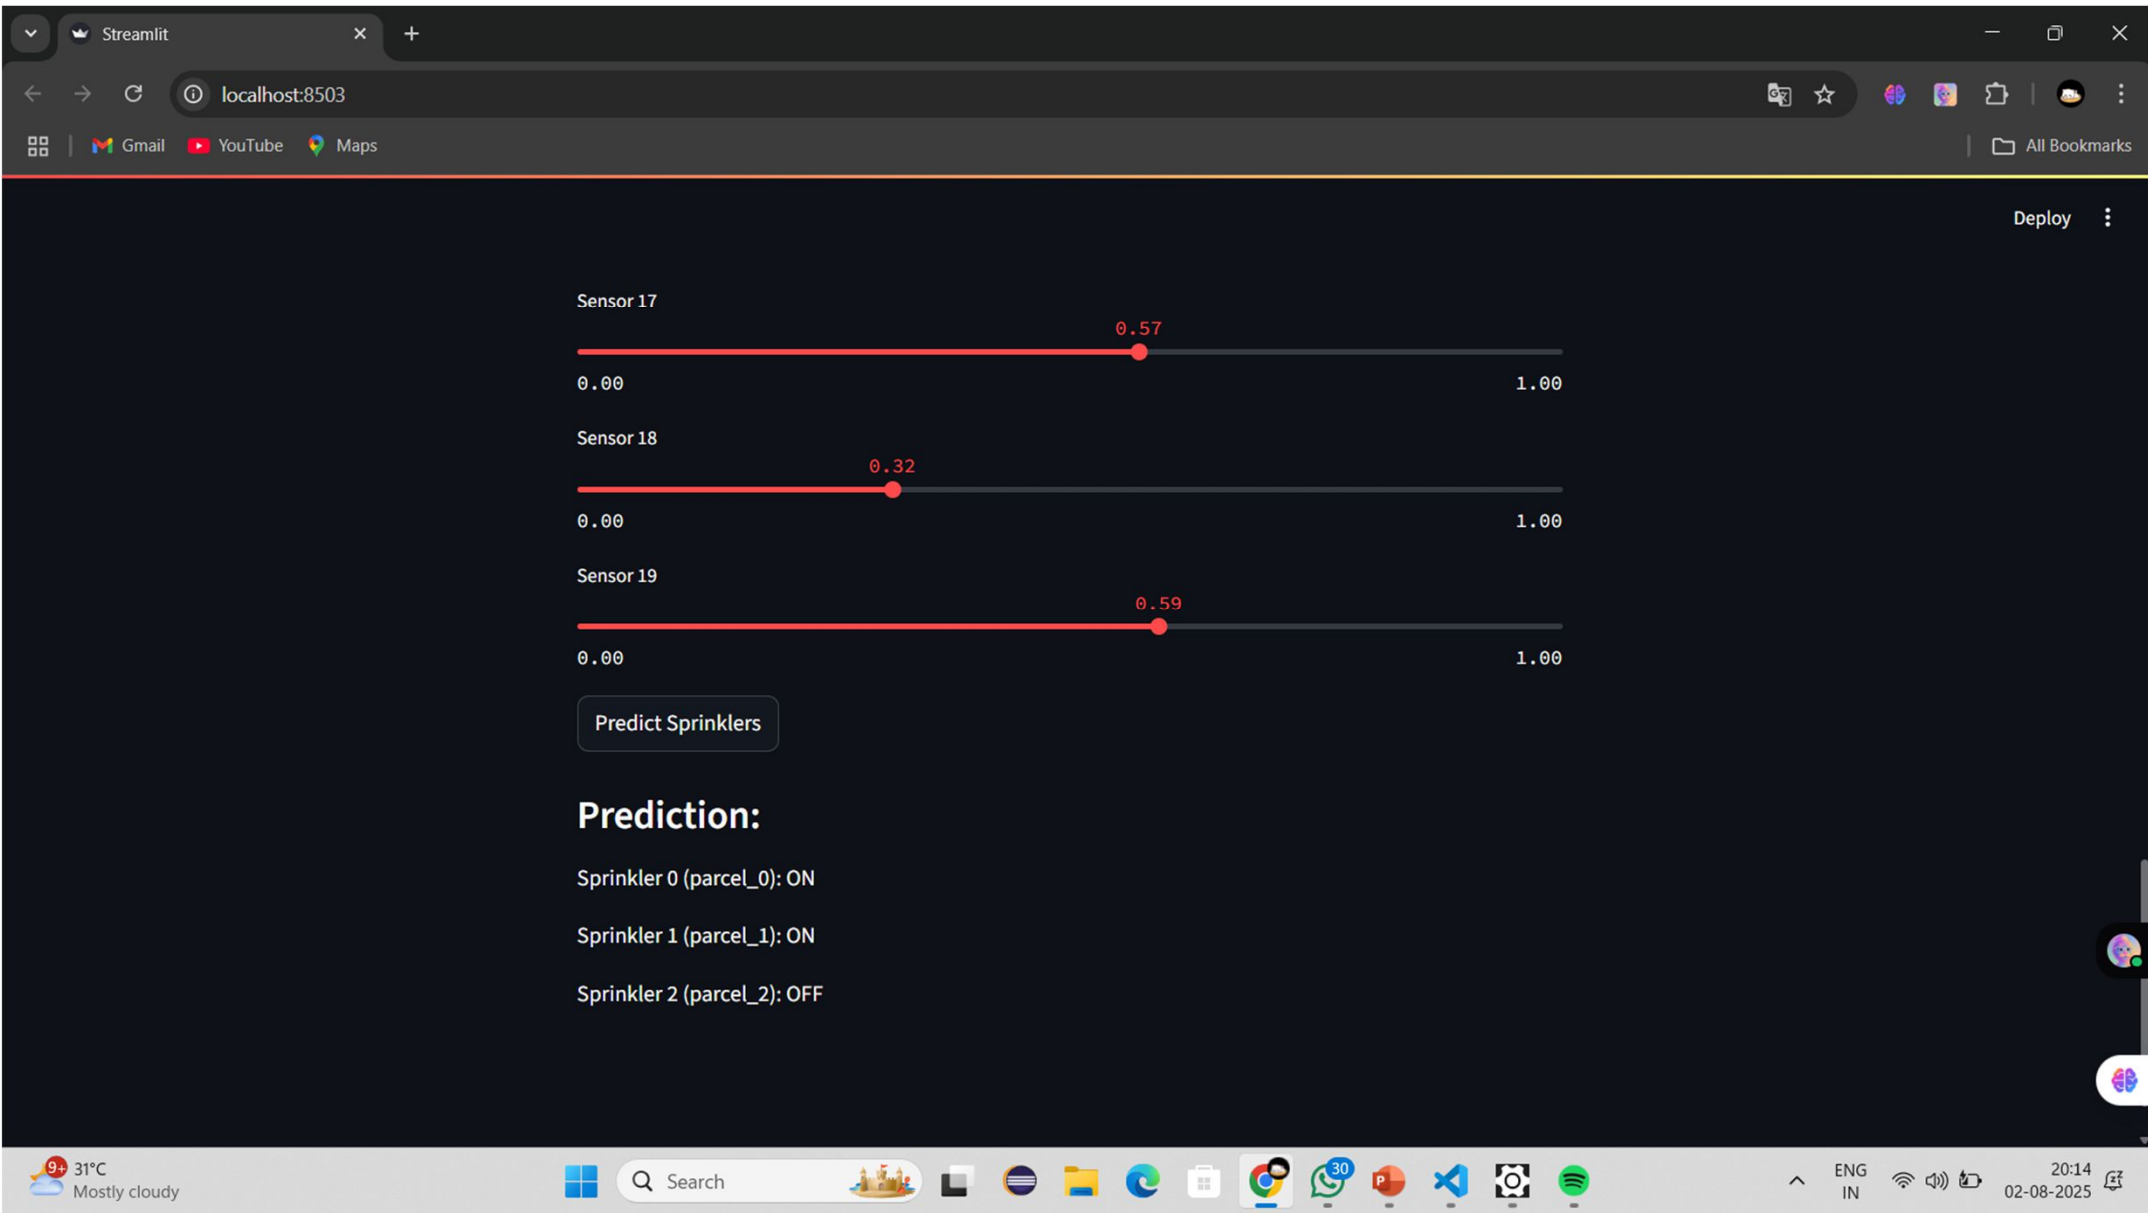 Streamlit
localhost:8503
Gmail YouTube Maps All Bookmarks
Deploy
Sensor 17
0.57
0.00 1.00
Sensor 18
0.32
0.00 1.00
Sensor 19
0.59
0.00 1.00
Predict Sprinklers
Prediction:
Sprinkler 0 (parcel_0): ON
Sprinkler 1 (parcel_1): ON
Sprinkler 2 (parcel_2): OFF
9+ 31°C
Mostly cloudy
Search
30
ENG
IN
20:14
02-08-2025